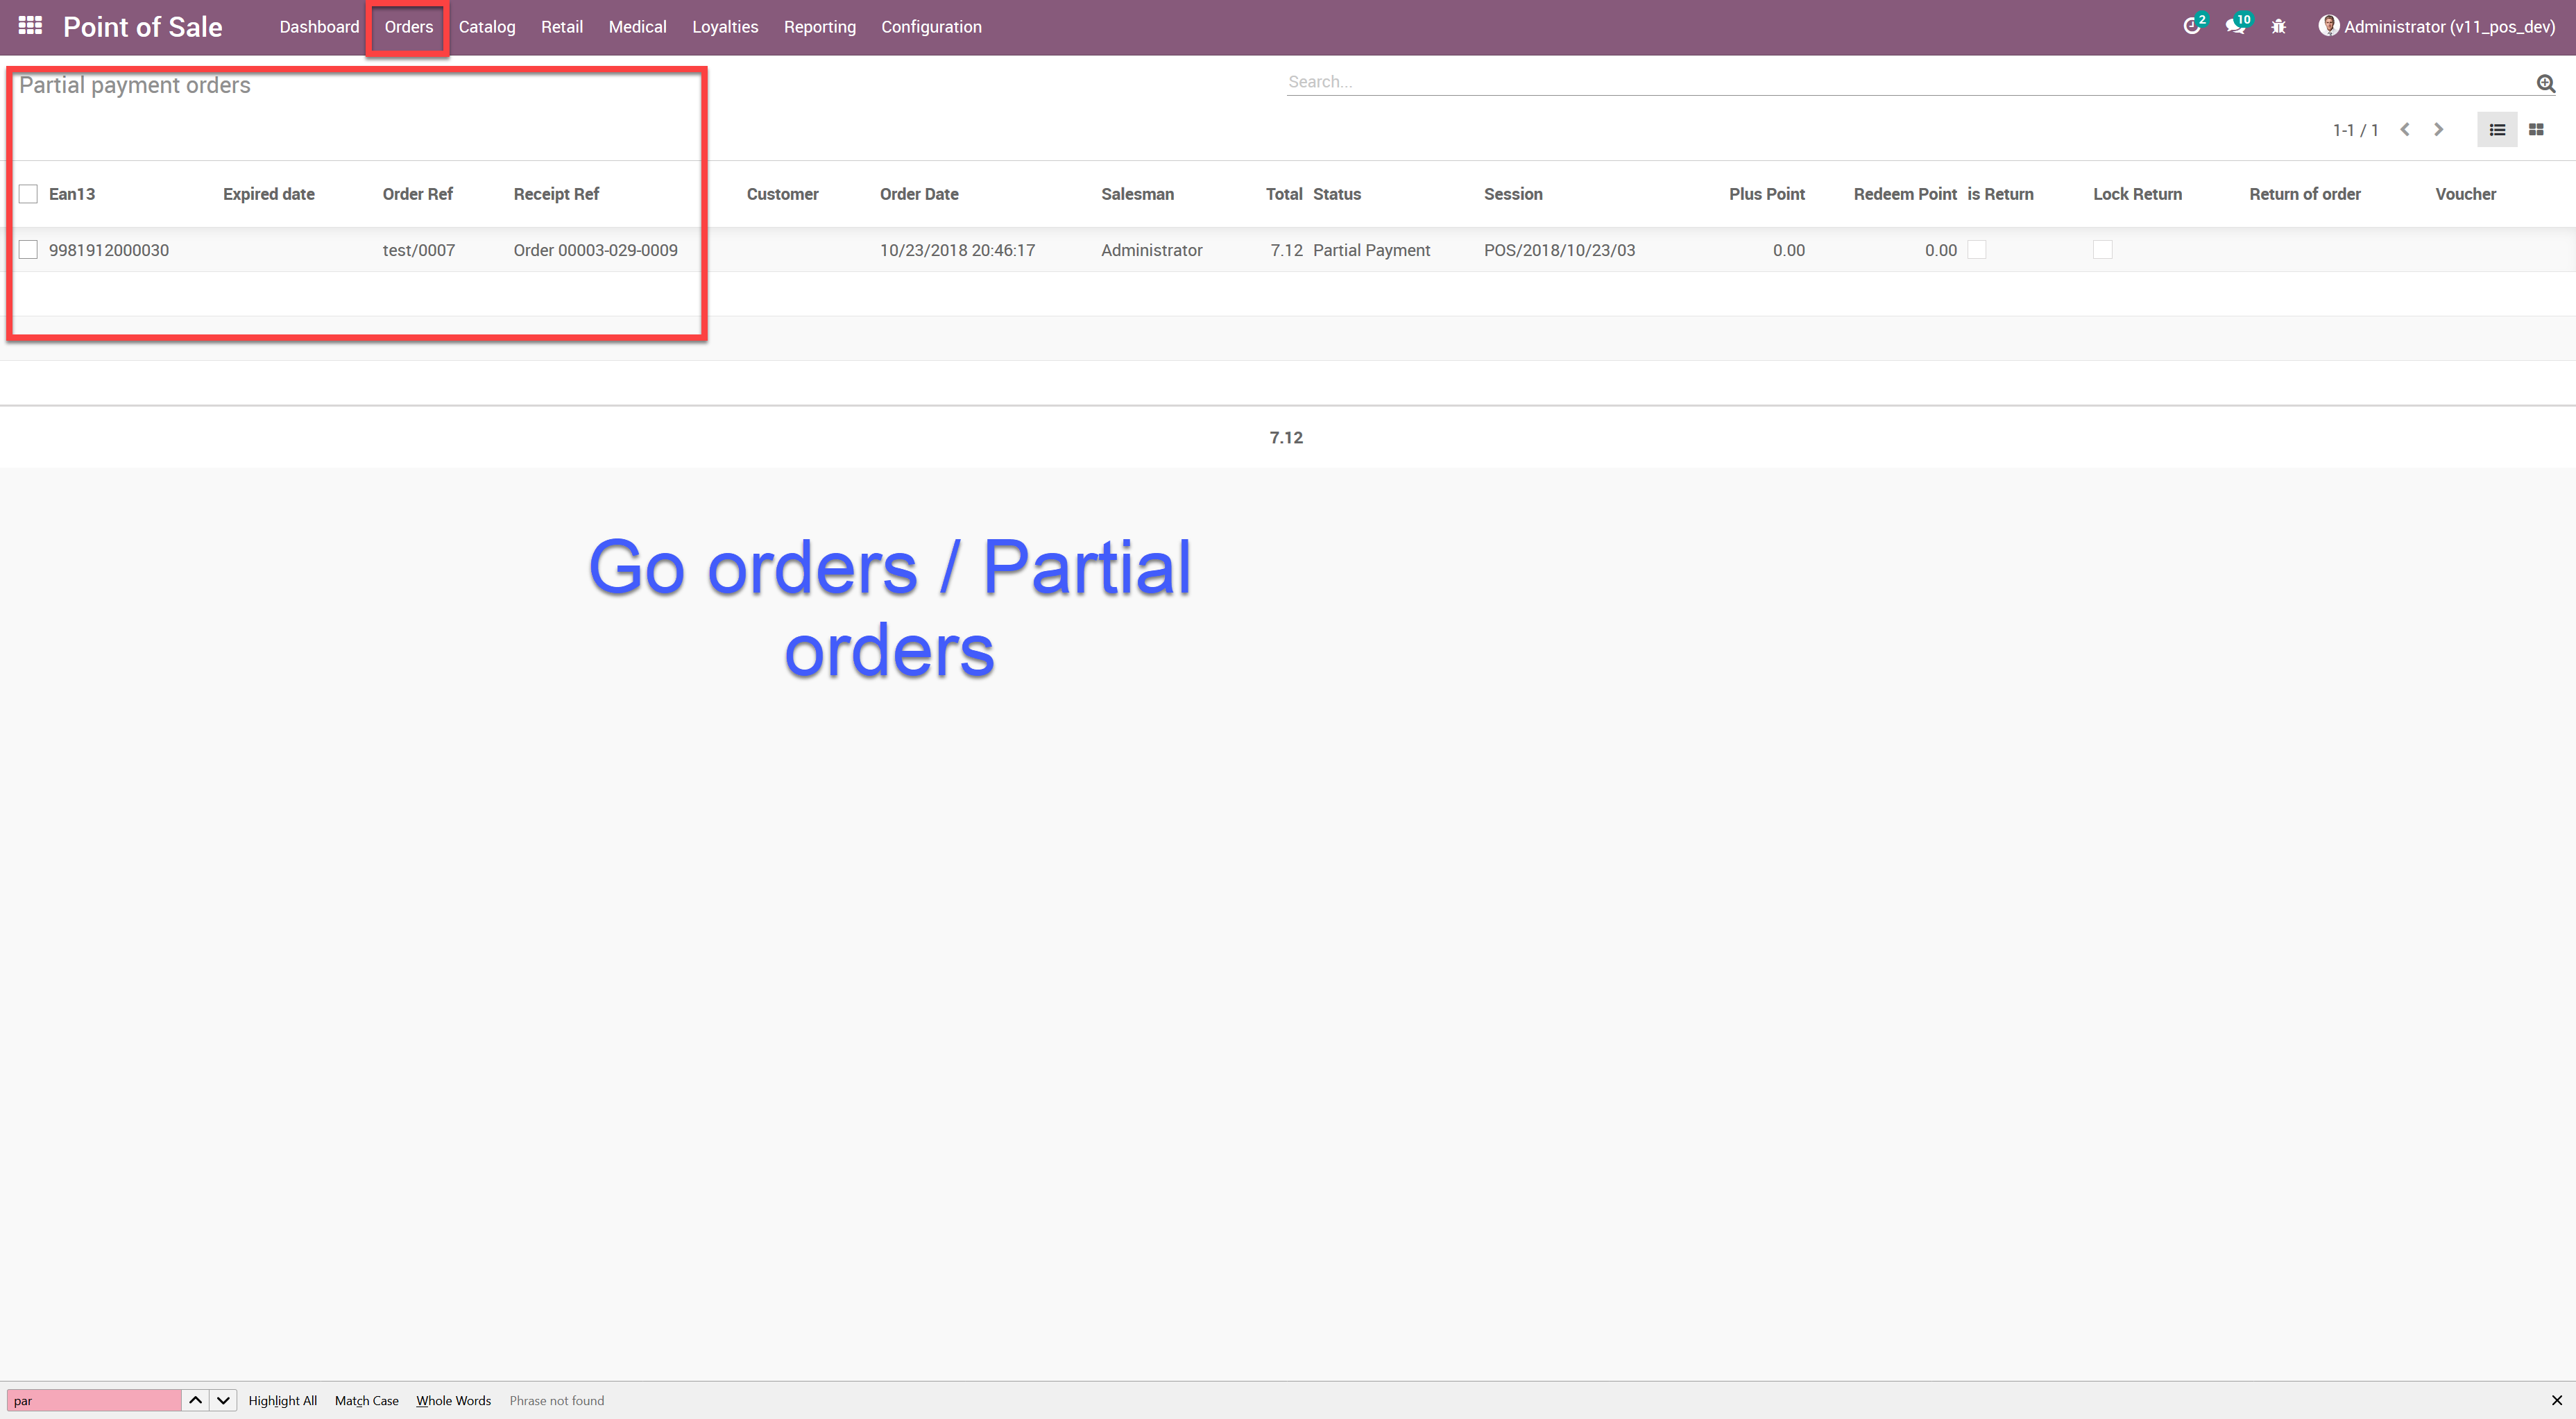 Point of Sale Dashboard Orders Catalog Retail Medical Loyalties Reporting Configuration 2 10 Administrator (v11_pos_dev)
Partial payment orders Search...
1-1 / 1
Ean13 Expired date Order Ref Receipt Ref Customer Order Date Salesman Total Status Session Plus Point Redeem Point is Return Lock Return Return of order Voucher
9981912000030 test/0007 Order 00003-029-0009 10/23/2018 20:46:17 Administrator 7.12 Partial Payment POS/2018/10/23/03 0.00 0.00
7.12
Go orders / Partial
orders
par Highlight All Match Case Whole Words Phrase not found